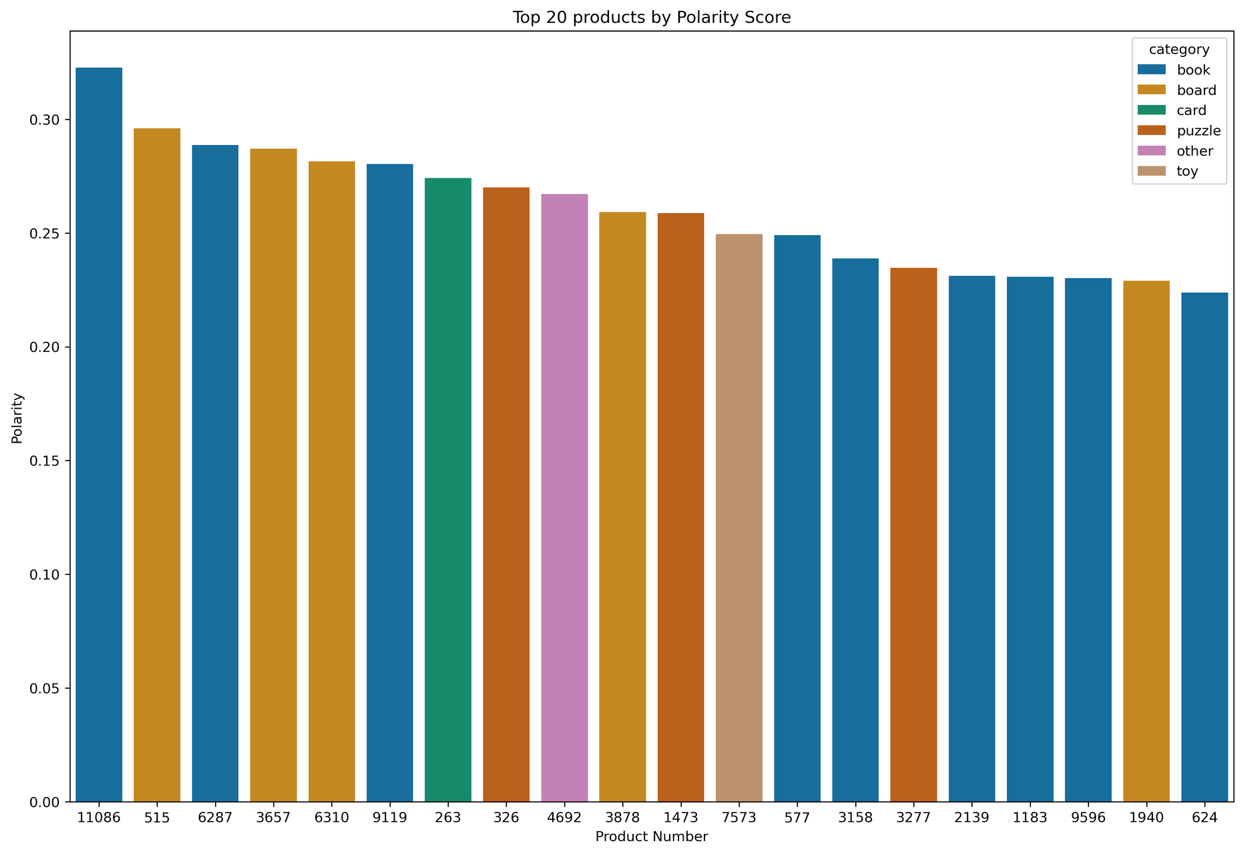 Top 20 products by Polarity Score
category
book
board
card
puzzle
other
toy
Polarity
0.30
0.25
0.20
0.15
0.10
0.05
0.00
11086 515 6287 3657 6310 9119 263 326 4692 3878 1473 7573 577 3158 3277 2139 1183 9596 1940 624
Product Number